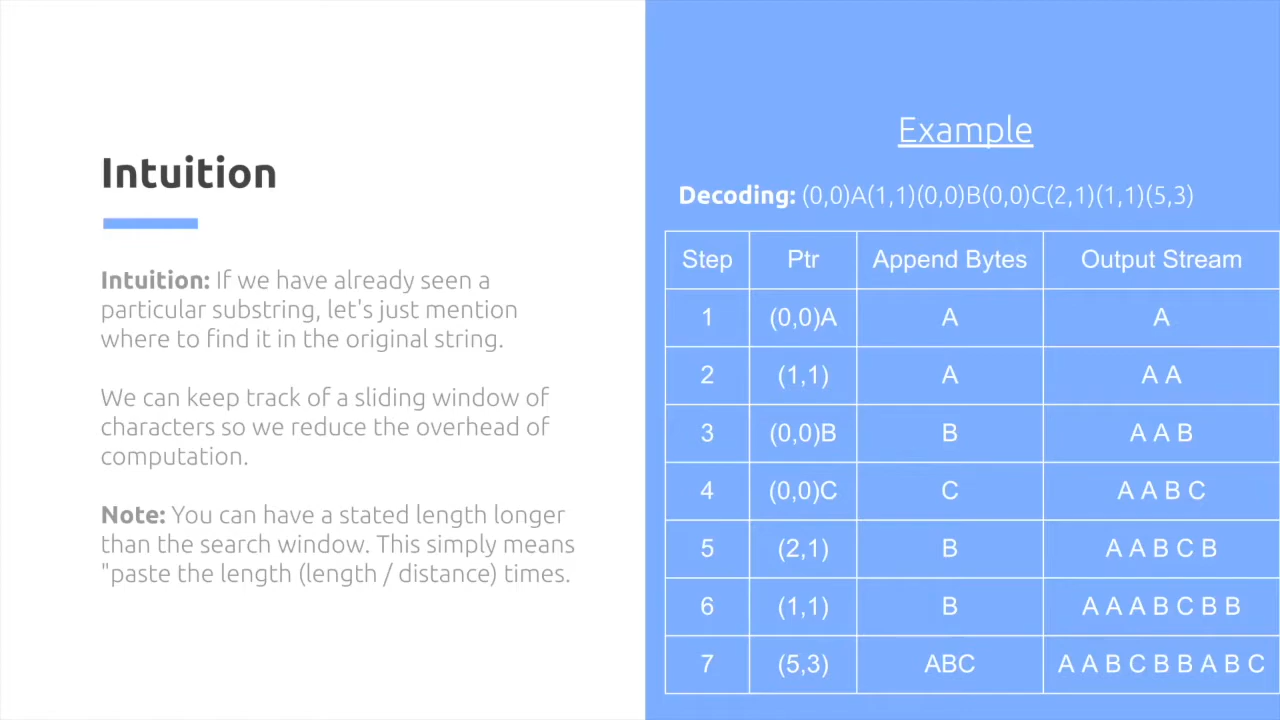 Intuition
Intuition: If we have already seen a
particular substring, let's just mention
where to find it in the original string.
We can keep track of a sliding window of
characters so we reduce the overhead of
computation.
Note: You can have a stated length longer
than the search window. This simply means
"paste the length (length / distance) times.
Example
Decoding: (0,0)A(1,1)(0,0)B(0,0)C(2,1)(1,1)(5,3)
Step Ptr Append Bytes Output Stream
1 (0,0)A A A
2 (1,1) A A A
3 (0,0)B B A A B
4 (0,0)C C A A B C
5 (2,1) B A A B C B
6 (1,1) B A A A B C B B
7 (5,3) ABC A A B C B B A B C